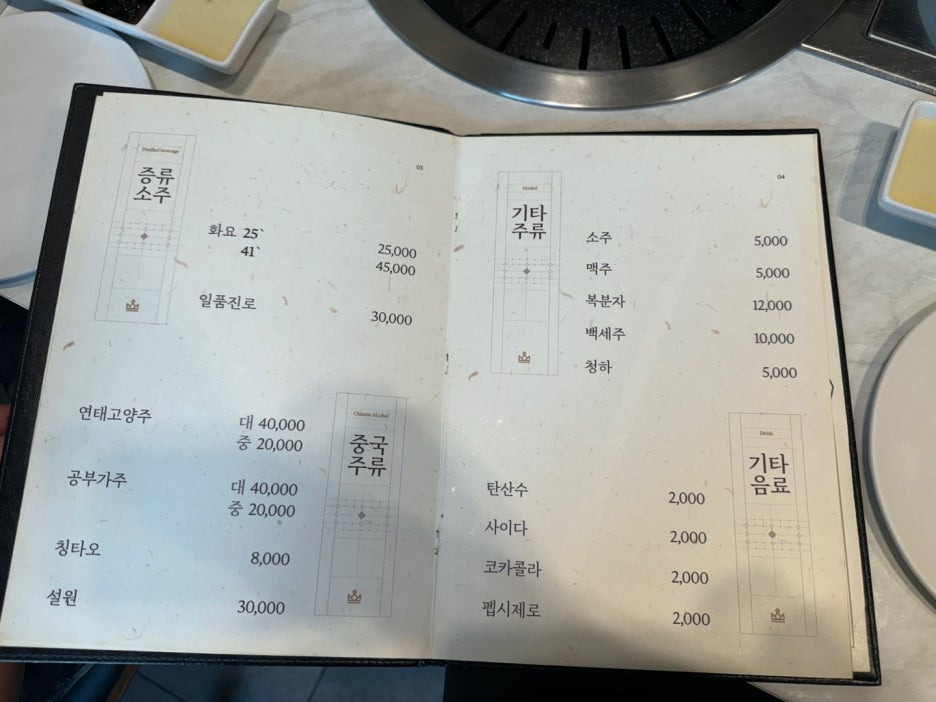 Distilled beverage
증류
소주
03
화요 25`
25,000
41`
45,000
일품진로
30,000
연태고양주
대 40,000
중 20,000
공부가주
대 40,000
중 20,000
칭타오
8,000
설원
30,000
Chinese Alcohol
중국
주류
Alcohol
기타
주류
04
소주
5,000
맥주
5,000
복분자
12,000
백세주
10,000
청하
5,000
탄산수
2,000
사이다
2,000
코카콜라
2,000
펩시제로
2,000
Drink
기타
음료